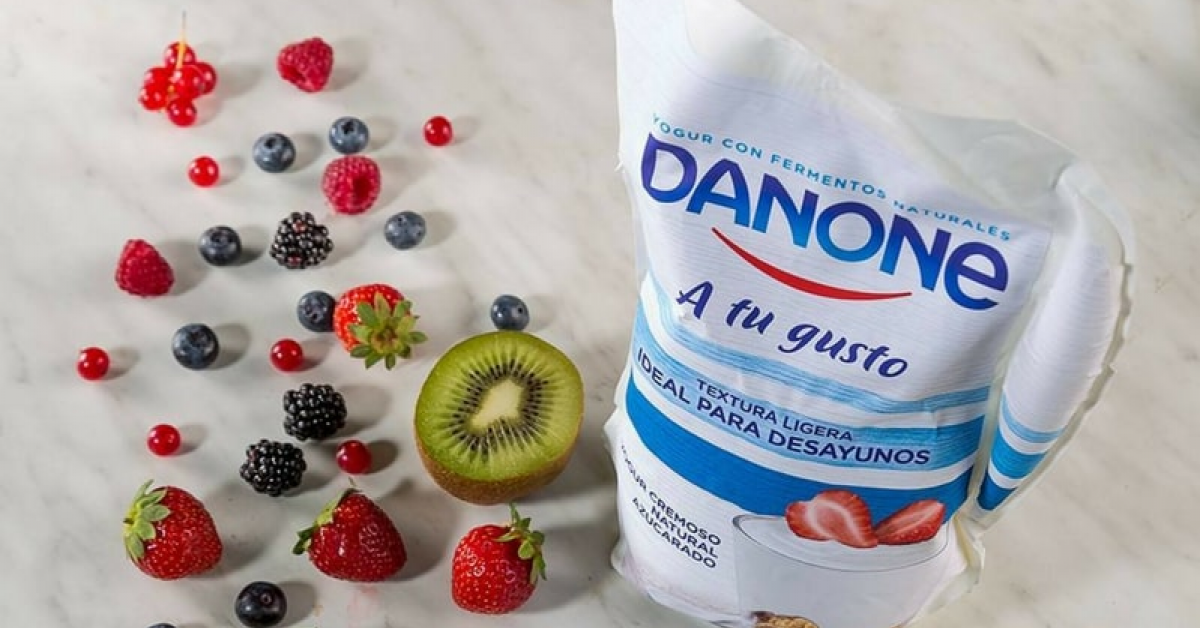 YOGUR CON FERMENTOS NATURALES
DANONe
A tu gusto
TEXTURA LIGERA
IDEAL PARA DESAYUNOS
YOGUR CREMOSO
NATURAL
AZUCARADO